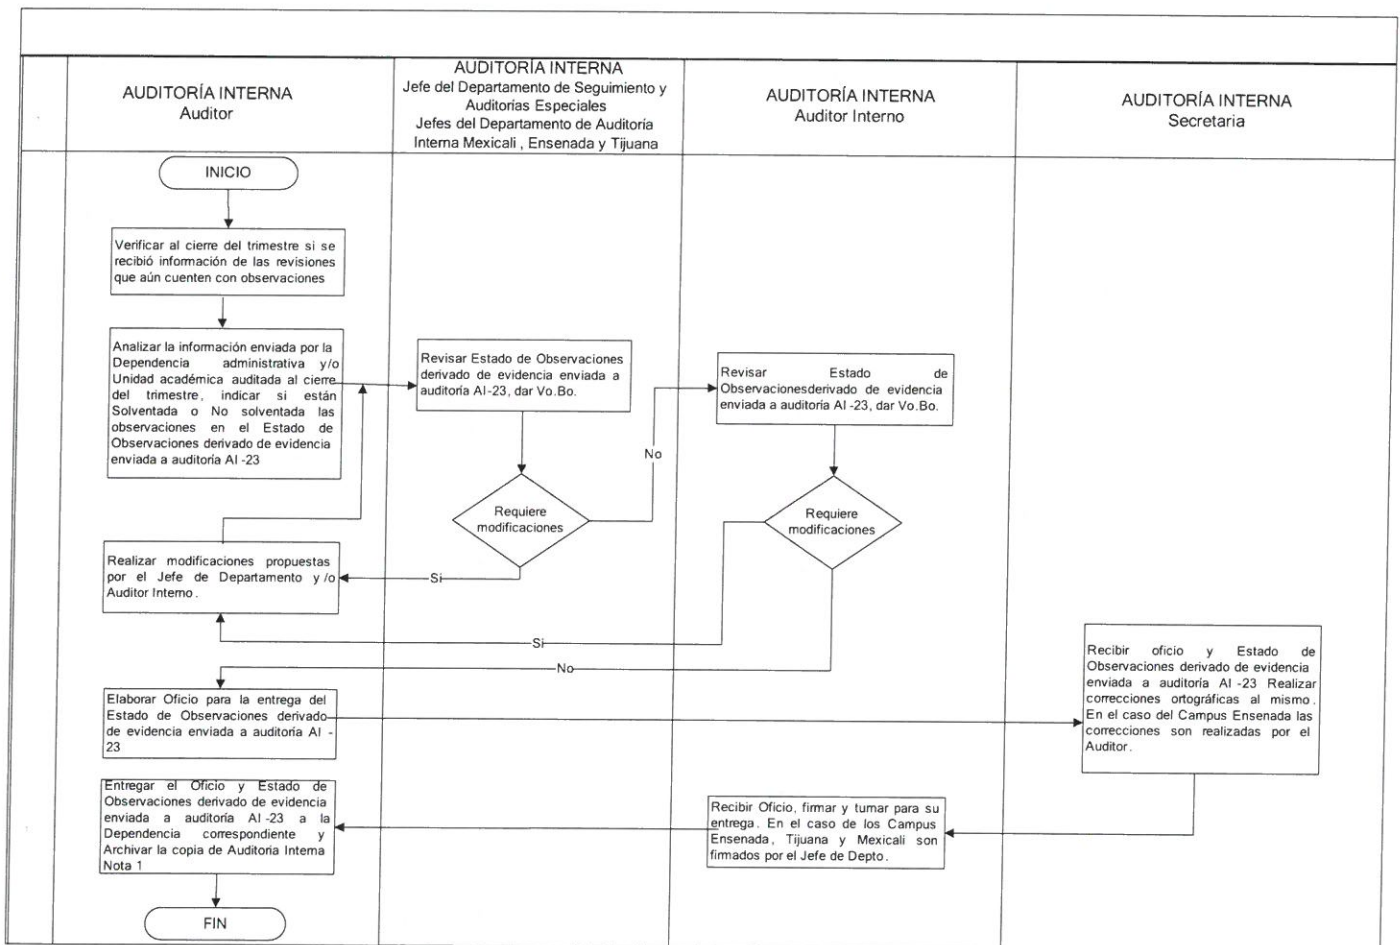 AUDITORÍA INTERNA
Auditor
AUDITORÍA INTERNA
Jefe del Departamento de Seguimiento y
Auditorías Especiales
Jefes del Departamento de Auditoría
Interna Mexicali , Ensenada y Tijuana
AUDITORÍA INTERNA
Auditor Interno
AUDITORÍA INTERNA
Secretaria
INICIO
Verificar al cierre del trimestre si se
recibió información de las revisiones
que aún cuenten con observaciones
Analizar la información enviada por la
Dependencia administrativa y/o
Unidad académica auditada al cierre
del trimestre, indicar si están
Solventada o No solventada las
observaciones en el Estado de
Observaciones derivado de evidencia
enviada a auditoría AI -23
Revisar Estado de Observaciones
derivado de evidencia enviada a
auditoría AI-23, dar Vo.Bo.
Revisar Estado de
Observacionesderivado de evidencia
enviada a auditoría AI -23, dar Vo.Bo.
No
Requiere
modificaciones
Requiere
modificaciones
Realizar modificaciones propuestas
por el Jefe de Departamento y /o
Auditor Interno .
Si
Si
No
Recibir oficio y Estado de
Observaciones derivado de evidencia
enviada a auditoría AI -23 Realizar
correcciones ortográficas al mismo .
En el caso del Campus Ensenada las
correcciones son realizadas por el
Auditor.
Elaborar Oficio para la entrega del
Estado de Observaciones derivado
de evidencia enviada a auditoría AI -
23
Entregar el Oficio y Estado de
Observaciones derivado de evidencia
enviada a auditoría AI -23 a la
Dependencia correspondiente y
Archivar la copia de Auditoria Interna
Nota 1
Recibir Oficio, firmar y turnar para su
entrega . En el caso de los Campus
Ensenada, Tijuana y Mexicali son
firmados por el Jefe de Depto .
FIN